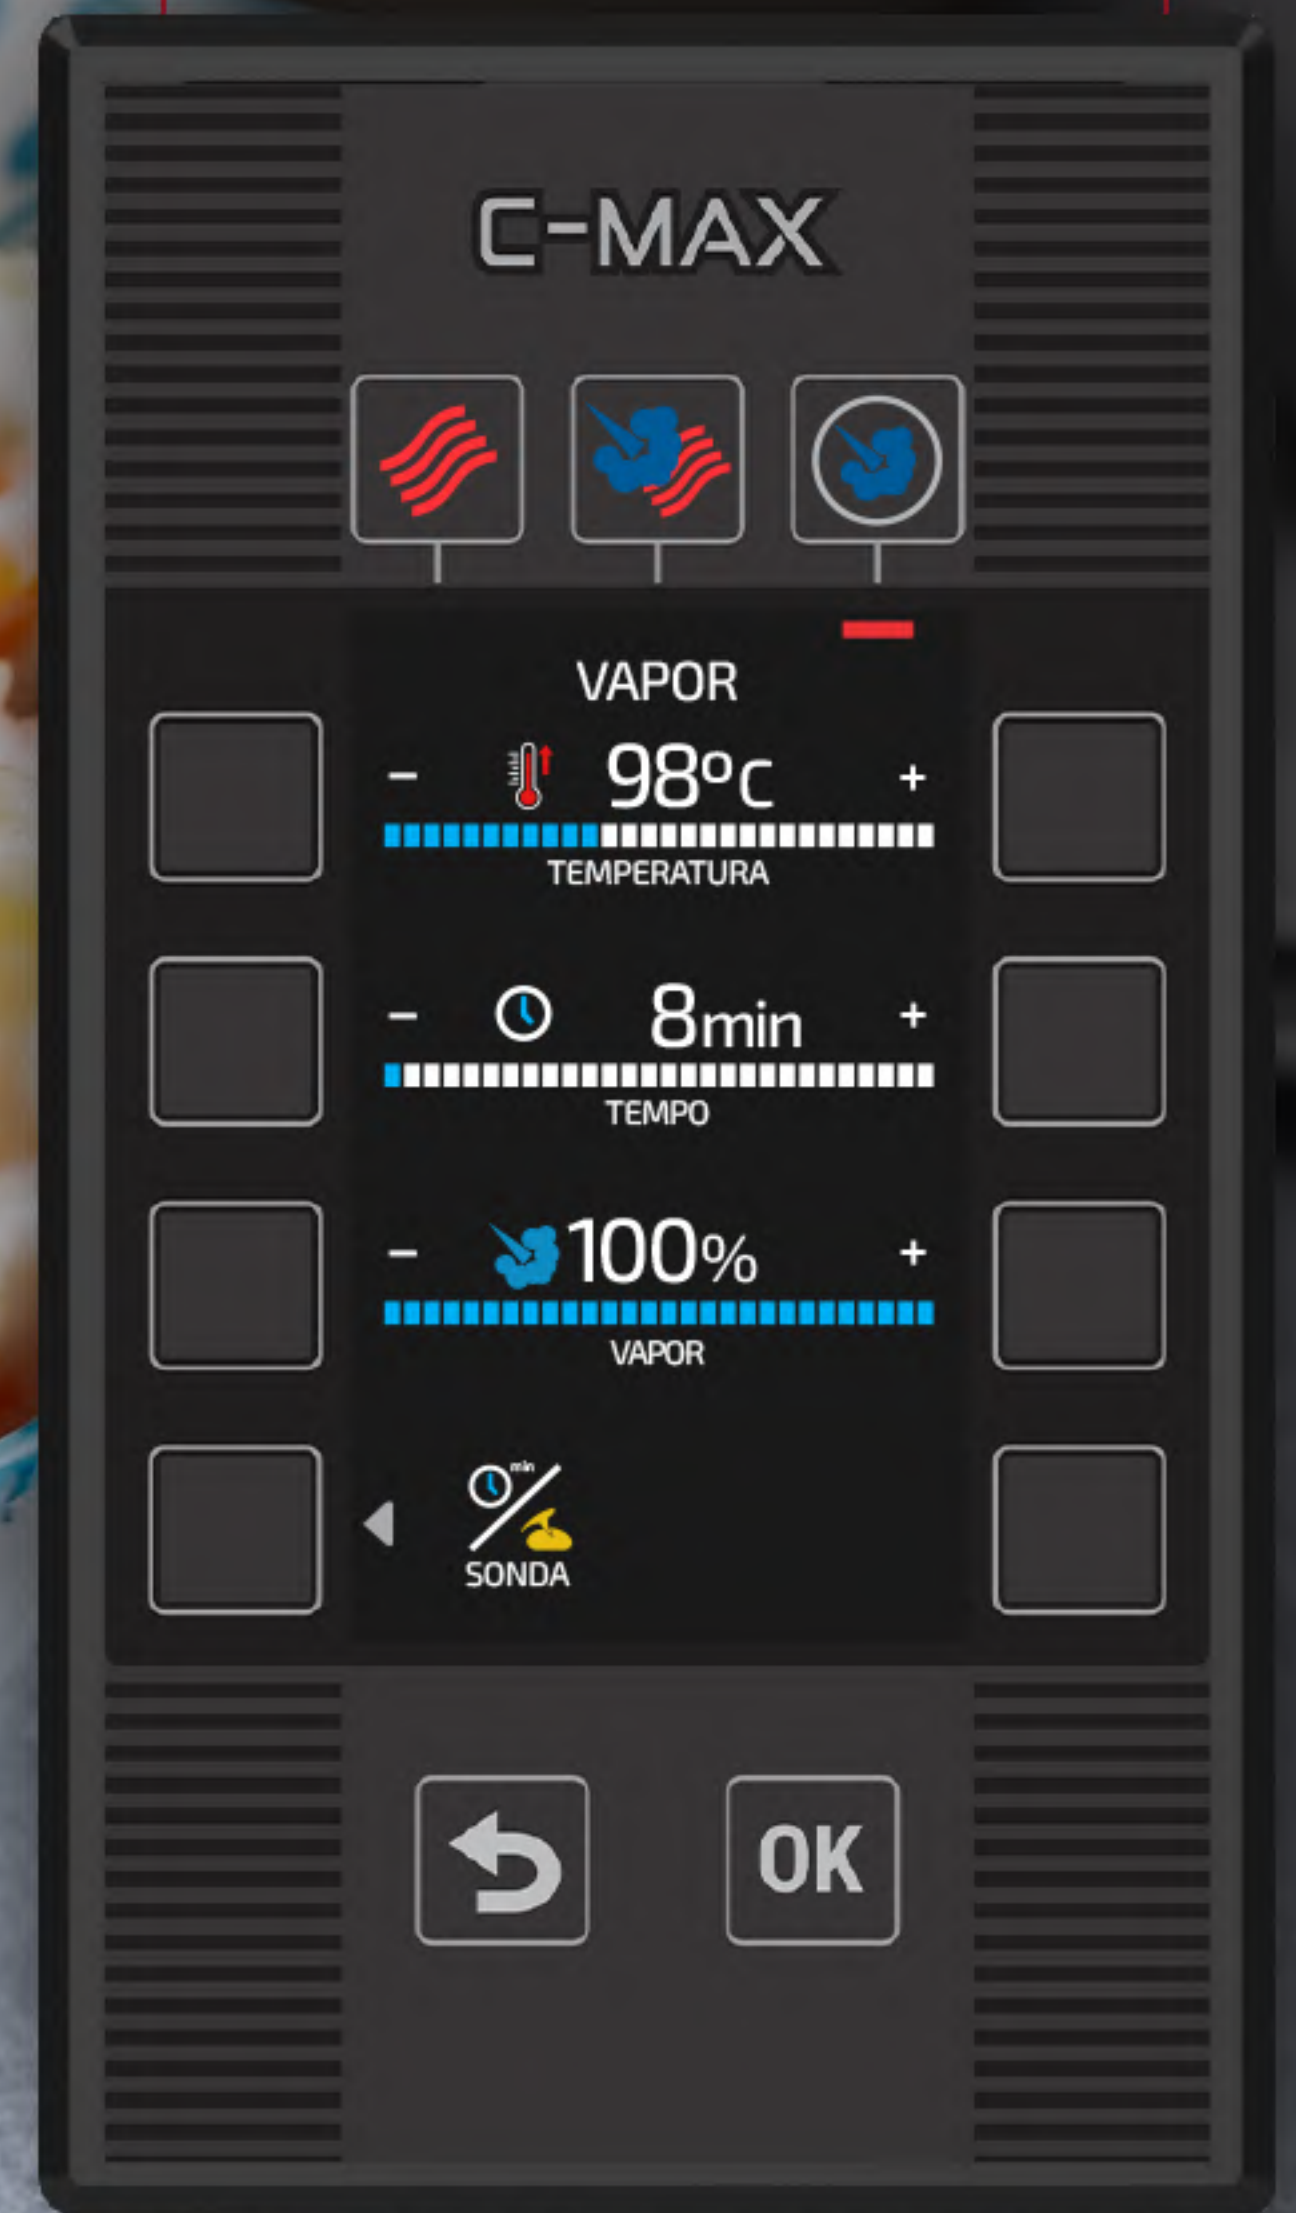 C-MAX
VAPOR
- 98ºC +
TEMPERATURA
- 8min +
TEMPO
- 100% +
VAPOR
min
SONDA
OK